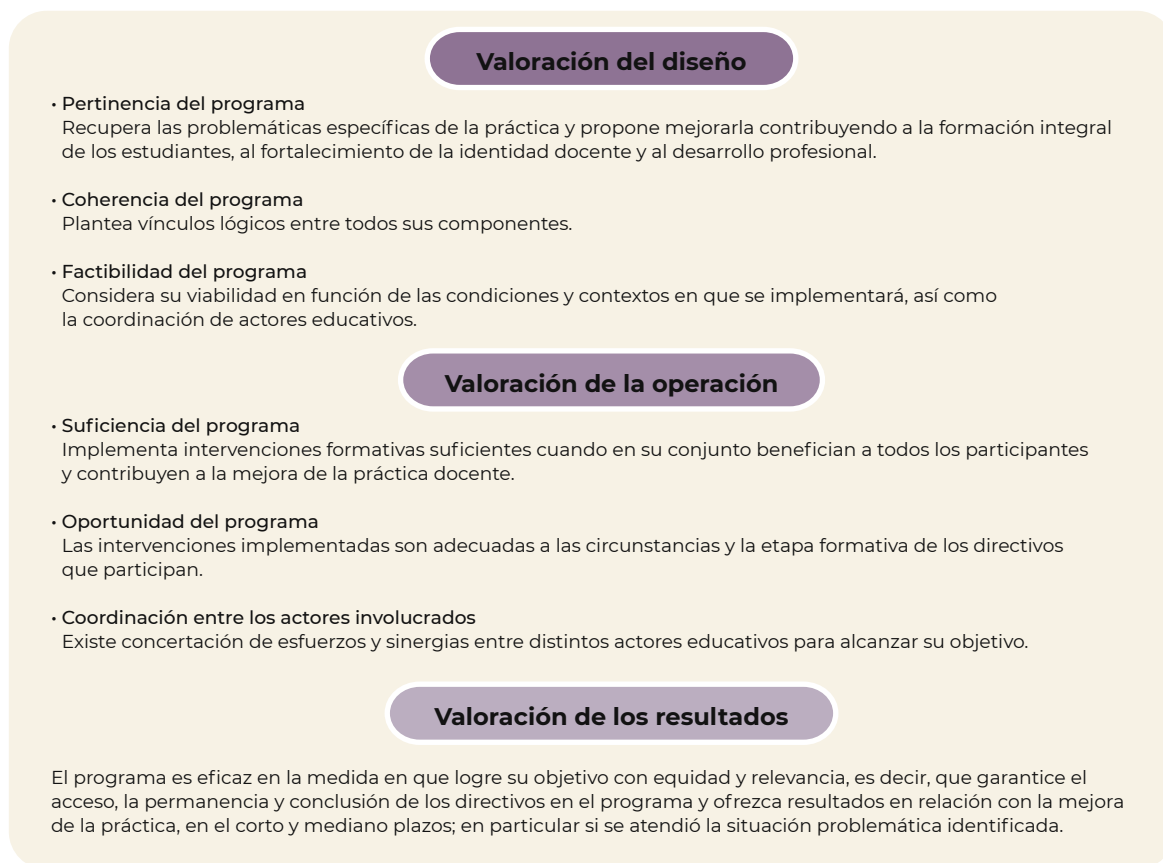 Valoración del diseño
• Pertinencia del programa
Recupera las problemáticas específicas de la práctica y propone mejorarla contribuyendo a la formación integral
de los estudiantes, al fortalecimiento de la identidad docente y al desarrollo profesional.
• Coherencia del programa
Plantea vínculos lógicos entre todos sus componentes.
• Factibilidad del programa
Considera su viabilidad en función de las condiciones y contextos en que se implementará, así como
la coordinación de actores educativos.
Valoración de la operación
• Suficiencia del programa
Implementa intervenciones formativas suficientes cuando en su conjunto benefician a todos los participantes
y contribuyen a la mejora de la práctica docente.
• Oportunidad del programa
Las intervenciones implementadas son adecuadas a las circunstancias y la etapa formativa de los directivos
que participan.
• Coordinación entre los actores involucrados
Existe concertación de esfuerzos y sinergias entre distintos actores educativos para alcanzar su objetivo.
Valoración de los resultados
El programa es eficaz en la medida en que logre su objetivo con equidad y relevancia, es decir, que garantice el
acceso, la permanencia y conclusión de los directivos en el programa y ofrezca resultados en relación con la mejora
de la práctica, en el corto y mediano plazos; en particular si se atendió la situación problemática identificada.